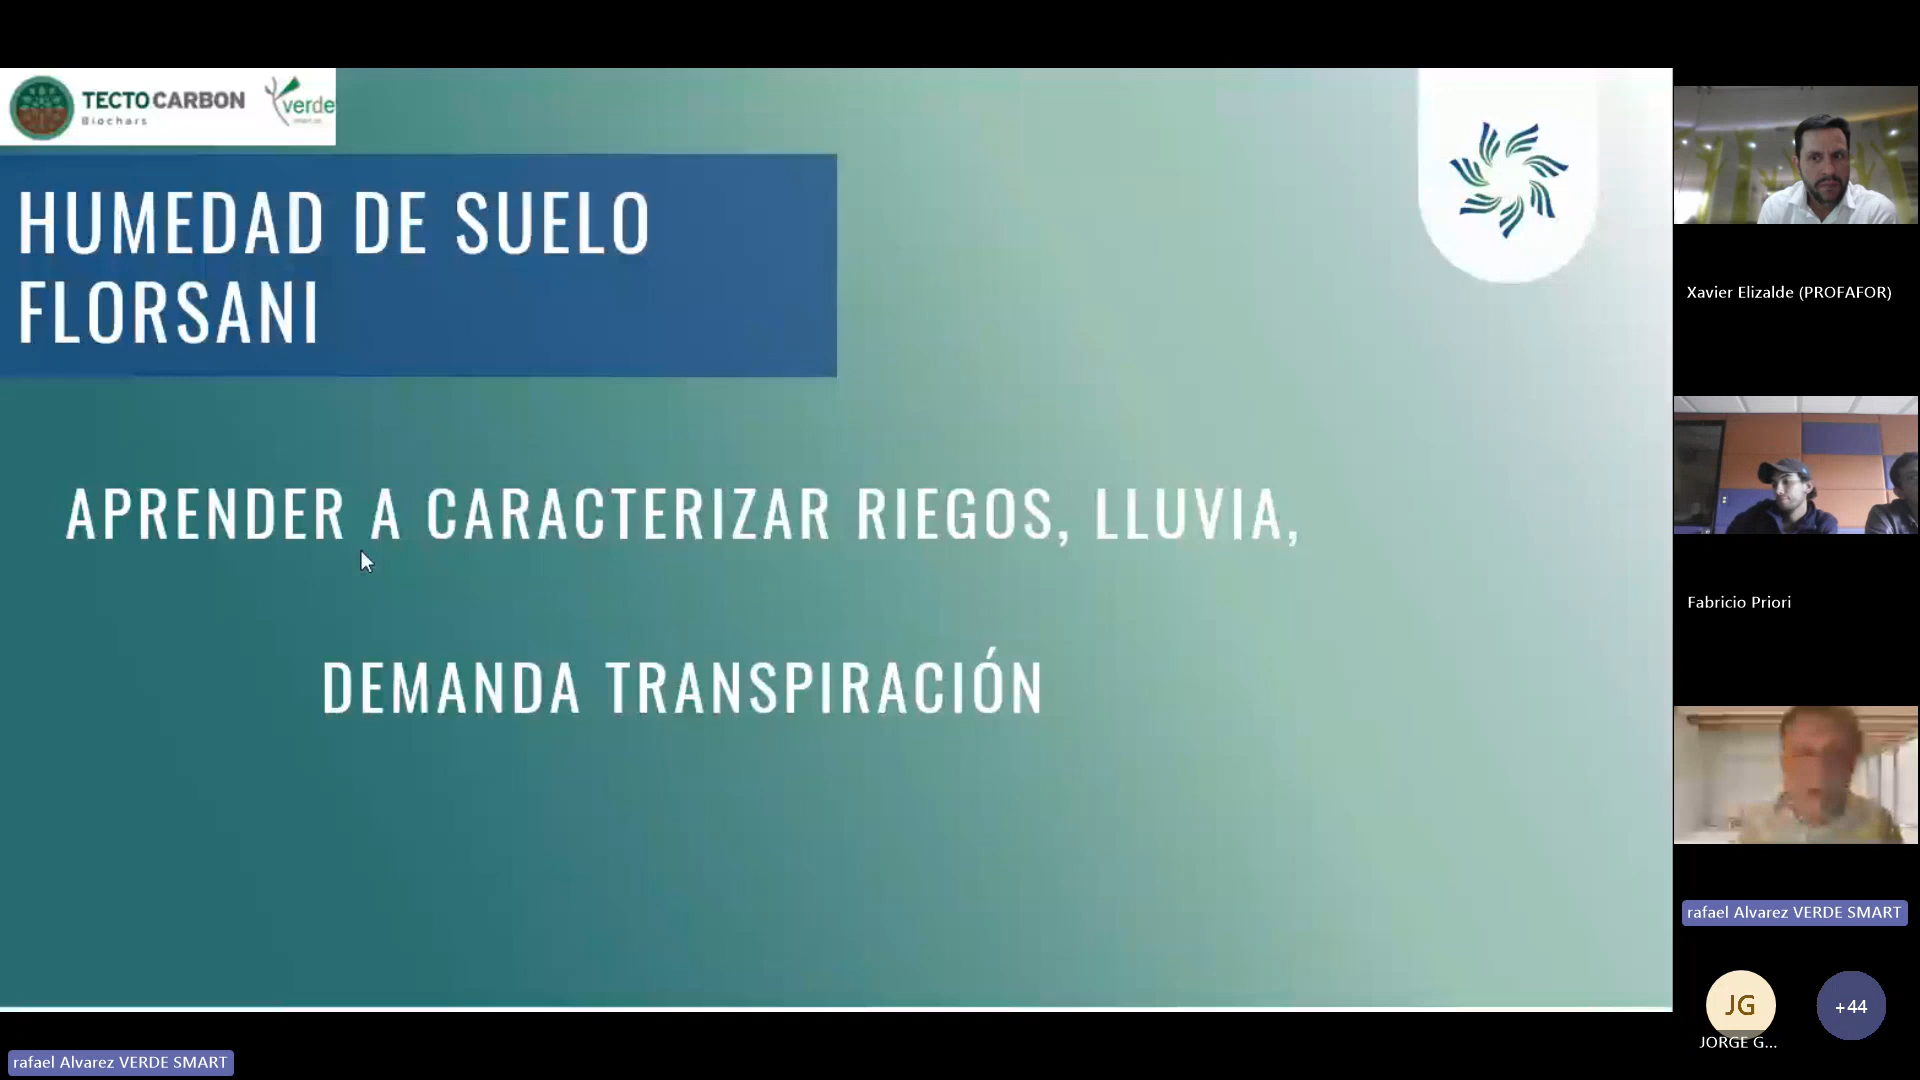 TECTO CARBON
Biochars
verde
HUMEDAD DE SUELO
FLORSANI
APRENDER A CARACTERIZAR RIEGOS, LLUVIA,
DEMANDA TRANSPIRACIÓN
Xavier Elizalde (PROFAFOR)
Fabricio Priori
rafael Alvarez VERDE SMART
JG
+44
JORGE G...
rafael Alvarez VERDE SMART